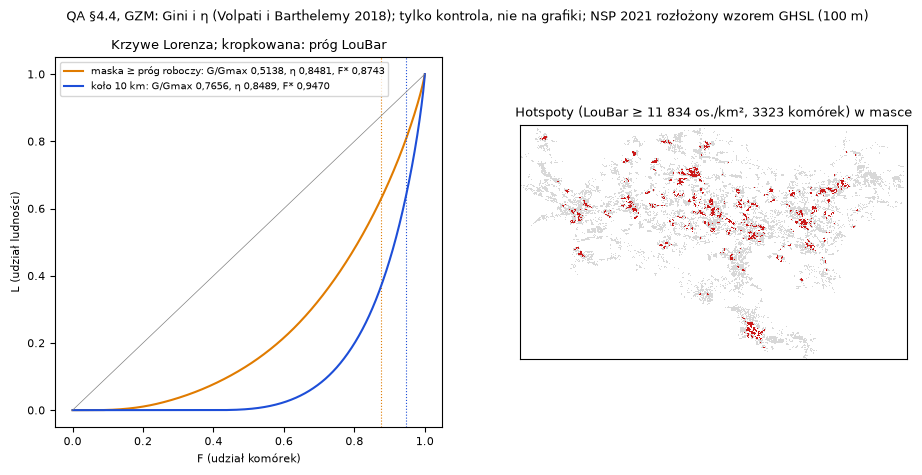 QA §4.4, GZM: Gini i η (Volpati i Barthelemy 2018); tylko kontrola, nie na grafiki; NSP 2021 rozłożony wzorem GHSL (100 m)
Krzywe Lorenza; kropkowana: próg LouBar
maska ≥ próg roboczy: G/Gmax 0,5138, η 0,8481, F* 0,8743
koło 10 km: G/Gmax 0,7656, η 0,8489, F* 0,9470
1.0
0.8
0.6
0.4
0.2
0.0
L (udział ludności)
0.0 0.2 0.4 0.6 0.8 1.0
F (udział komórek)
Hotspoty (LouBar ≥ 11 834 os./km², 3323 komórek) w masce